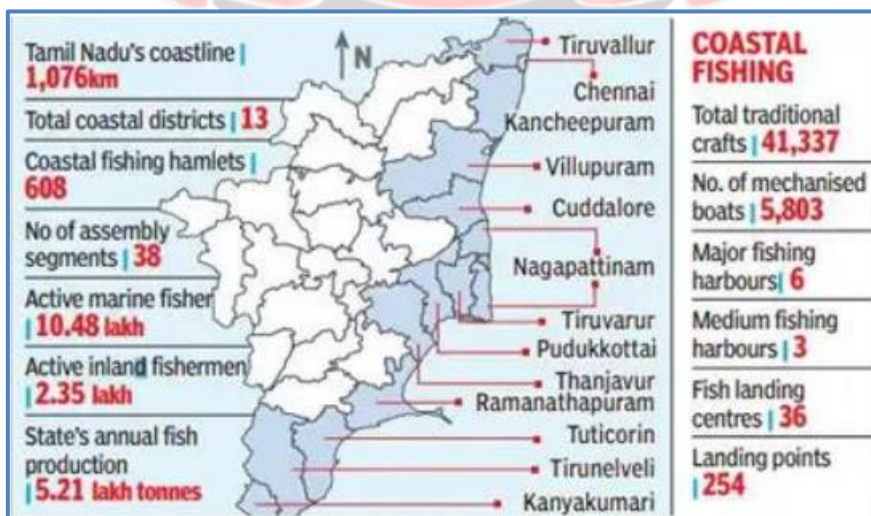 Tamil Nadu's coastline |
1,076km
Total coastal districts | 13
Coastal fishing hamlets |
608
No of assembly
segments | 38
Active marine fisher
| 10.48 lakh
Active inland fishermen
| 2.35 lakh
State's annual fish
production
| 5.21 lakh tonnes
N
Tiruvallur
Chennai
Kancheepuram
Villupuram
Cuddalore
Nagapattinam
Tiruvarur
Pudukkottai
Thanjavur
Ramanathapuram
Tuticorin
Tirunelveli
Kanyakumari
COASTAL
FISHING
Total traditional
crafts | 41,337
No. of mechanised
boats | 5,803
Major fishing
harbours | 6
Medium fishing
harbours | 3
Fish landing
centres | 36
Landing points
| 254